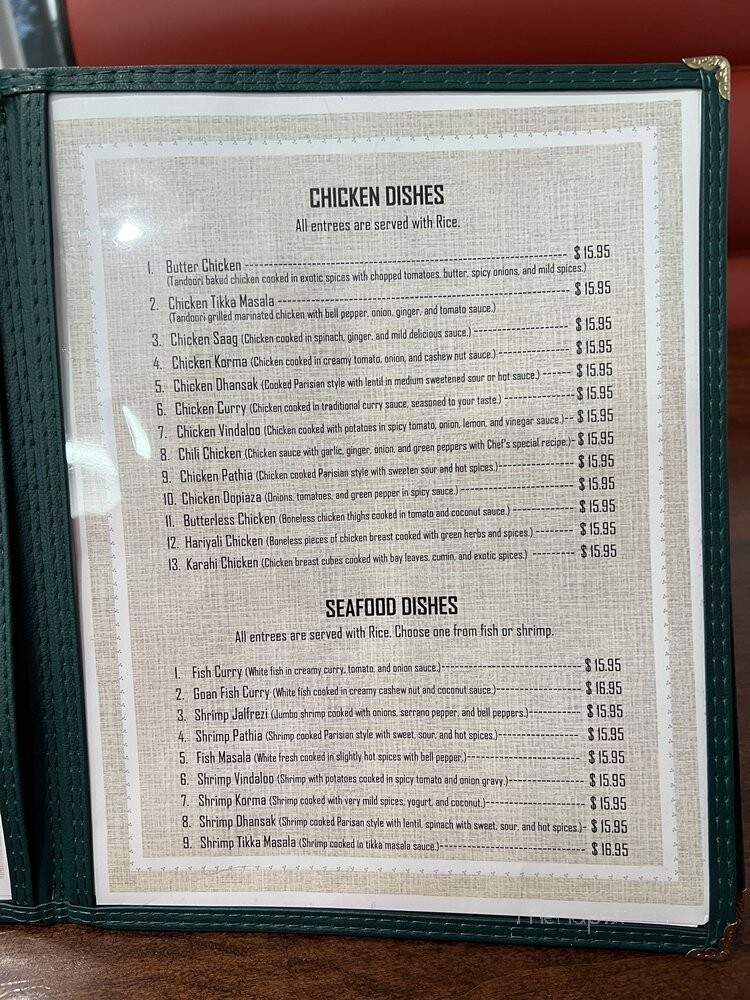 CHICKEN DISHES
All entrees are served with Rice.
1. Butter Chicken ---------- $ 15.95
(Tandoori baked chicken cooked in exotic spices with chopped tomatoes, butter, spicy onions, and mild spices.)
2. Chicken Tikka Masala ---------- $ 15.95
(Tandoori grilled marinated chicken with bell pepper, onion, ginger, and tomato sauce.)
3. Chicken Saag (Chicken cooked in spinach, ginger, and mild delicious sauce.) ---------- $ 15.95
4. Chicken Korma (Chicken cooked in creamy tomato, onion, and cashew nut sauce.) ---------- $ 15.95
5. Chicken Dhansak (Cooked Parisian style with lentil in medium sweetened sour or hot sauce.) ------ $ 15.95
6. Chicken Curry (Chicken cooked in traditional curry sauce, seasoned to your taste.) ---------- $ 15.95
7. Chicken Vindaloo (Chicken cooked with potatoes in spicy tomato, onion, lemon, and vinegar sauce.)-- $ 15.95
8. Chili Chicken (Chicken sauce with garlic, ginger, onion, and green peppers with Chef's special recipe.)- $ 15.95
9. Chicken Pathia (Chicken cooked Parisian style with sweeten sour and hot spices.)---------- $ 15.95
10. Chicken Dopiaza (Onions, tomatoes, and green pepper in spicy sauce.) ---------- $ 15.95
11. Butterless Chicken (Boneless chicken thighs cooked in tomato and coconut sauce.) ---------- $ 15.95
12. Hariyali Chicken (Boneless pieces of chicken breast cooked with green herbs and spices.) -------- $ 15.95
13. Karahi Chicken (Chicken breast cubes cooked with bay leaves, cumin, and exotic spices.) --------- $ 15.95
SEAFOOD DISHES
All entrees are served with Rice. Choose one from fish or shrimp.
1. Fish Curry (White fish in creamy curry, tomato, and onion sauce.)---------- $ 15.95
2. Goan Fish Curry (White fish cooked in creamy cashew nut and coconut sauce.)---------- $ 16.95
3. Shrimp Jalfrezi (Jumbo shrimp cooked with onions, serrano pepper, and bell peppers.)---------- $ 15.95
4. Shrimp Pathia (Shrimp cooked Parisian style with sweet, sour, and hot spices.)---------- $ 15.95
5. Fish Masala (White fresh cooked in slightly hot spices with bell pepper,)---------- $ 15.95
6. Shrimp Vindaloo (Shrimp with potatoes cooked in spicy tomato and onion gravy.)---------- $ 15.95
7. Shrimp Korma (Shrimp cooked with very mild spices, yogurt, and coconut.)---------- $ 15.95
8. Shrimp Dhansak (Shrimp cooked Parisan style with lentil, spinach with sweet, sour, and hot spices.)- $ 15.95
9. Shrimp Tikka Masala (Shrimp cooked in tikka masala sauce.)---------- $ 16.95